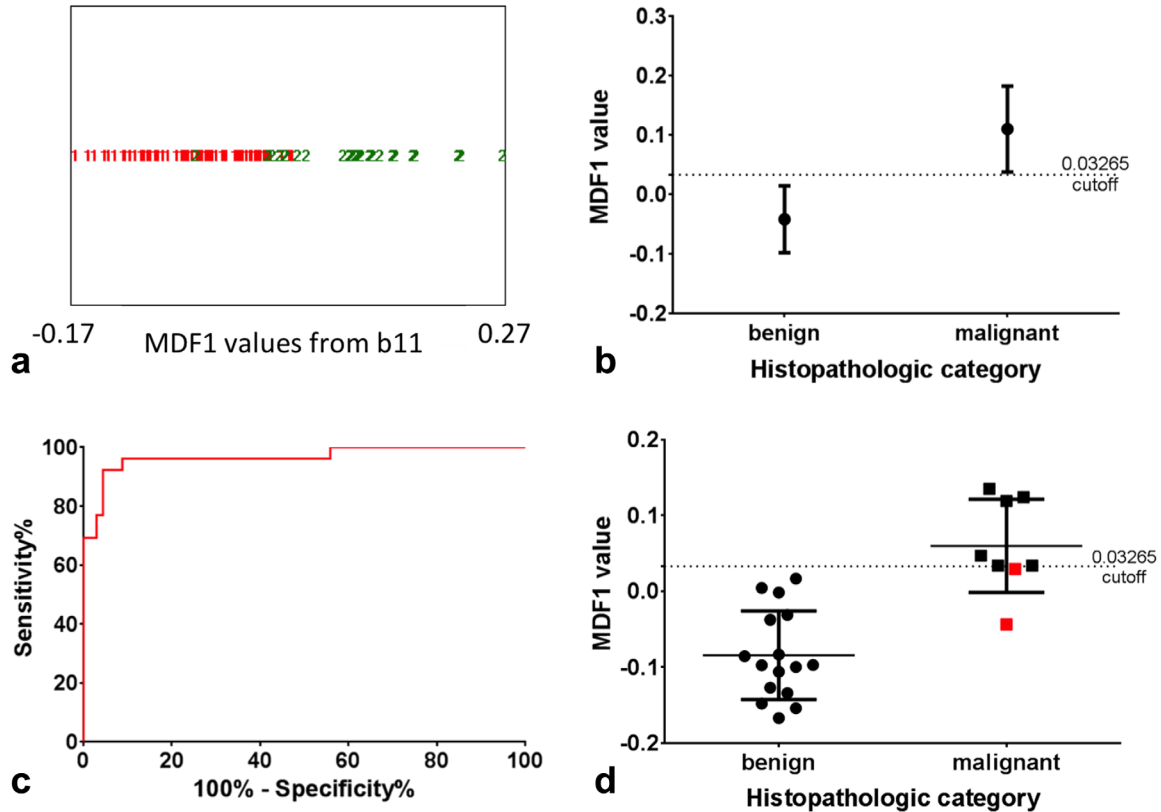 -0.17
0.27
MDF1 values from b11
a
0.3
0.2
0.1
0.0
-0.1
-0.2
MDF1 value
0.03265
cutoff
benign
malignant
Histopathologic category
b
100
80
60
40
20
0
Sensitivity%
0
20
40
60
80
100
100% - Specificity%
c
0.2
0.1
0.0
-0.1
-0.2
MDF1 value
0.03265
cutoff
benign
malignant
Histopathologic category
d